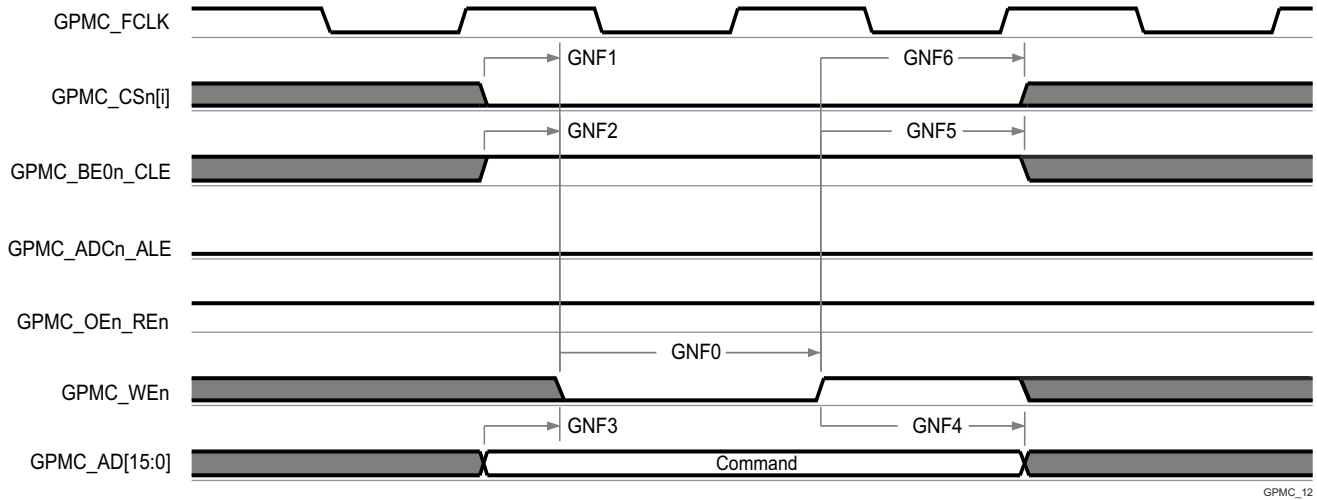 GPMC_FCLK
GNF1
GNF6
GPMC_CSn[i]
GNF2
GNF5
GPMC_BE0n_CLE
GPMC_ADCn_ALE
GPMC_OEn_REn
GNF0
GPMC_WEn
GNF3
GNF4
GPMC_AD[15:0]
Command
GPMC_12